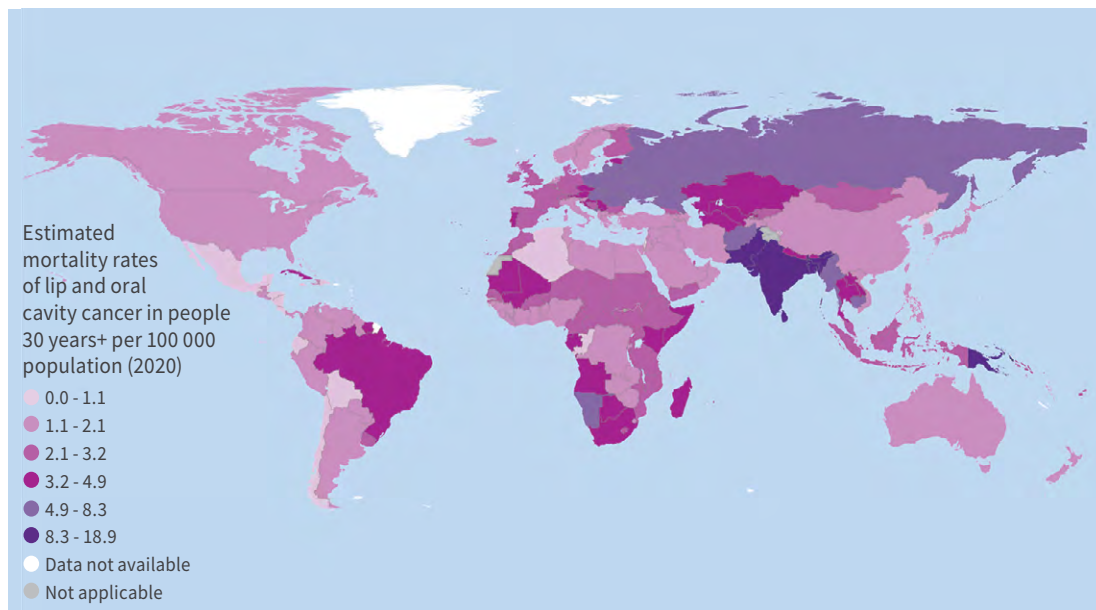 Estimated
mortality rates
of lip and oral
cavity cancer in people
30 years+ per 100 000
population (2020)
0.0 - 1.1
1.1 - 2.1
2.1 - 3.2
3.2 - 4.9
4.9 - 8.3
8.3 - 18.9
Data not available
Not applicable